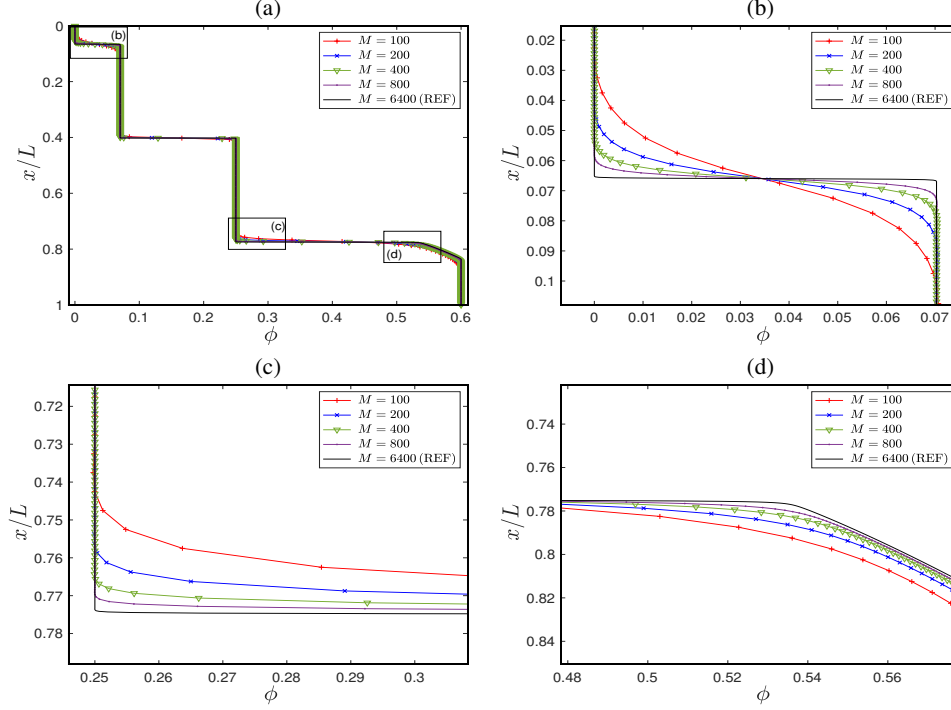 (a)
0
0.2
0.4
0.6
0.8
1
x/L
0
0.1
0.2
0.3
0.4
0.5
0.6
ϕ
(b)
(c)
(d)
M = 100
M = 200
M = 400
M = 800
M = 6400 (REF)
(b)
0.02
0.03
0.04
0.05
0.06
0.07
0.08
0.09
0.1
x/L
0
0.01
0.02
0.03
0.04
0.05
0.06
0.07
ϕ
M = 100
M = 200
M = 400
M = 800
M = 6400 (REF)
(c)
0.72
0.73
0.74
0.75
0.76
0.77
0.78
x/L
0.25
0.26
0.27
0.28
0.29
0.3
ϕ
M = 100
M = 200
M = 400
M = 800
M = 6400 (REF)
(d)
0.74
0.76
0.8
0.82
0.84
x/L
0.48
0.5
0.52
0.54
0.56
ϕ
M = 100
M = 200
M = 400
M = 800
M = 6400 (REF)